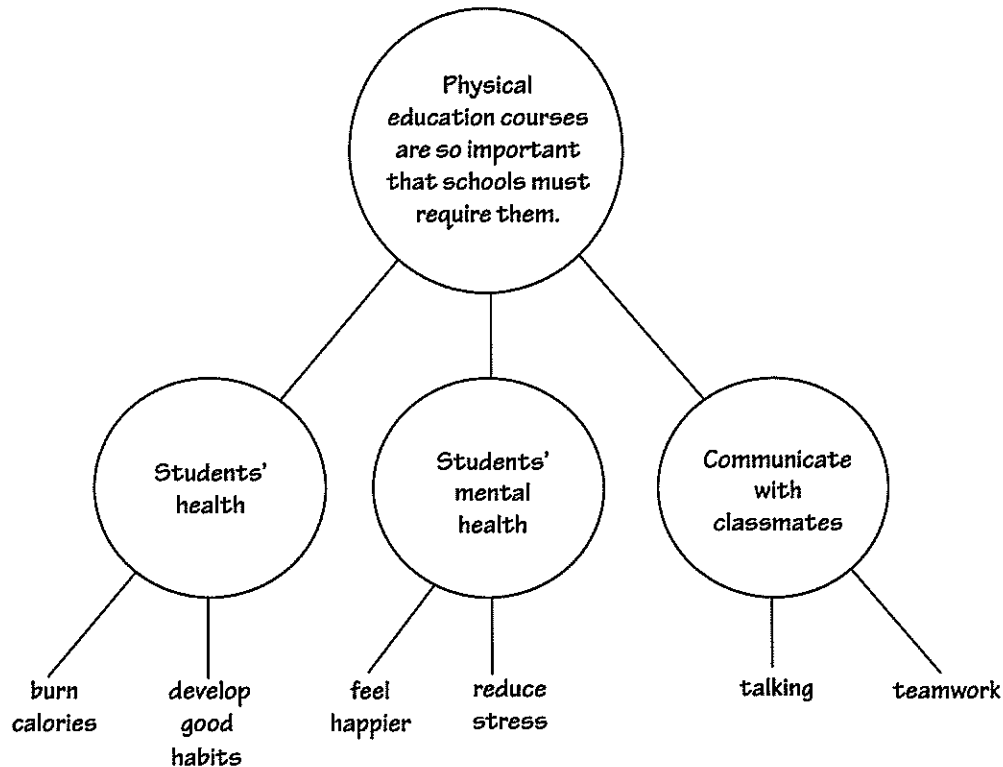 Physical
education courses
are so important
that schools must
require them.
Students'
health
Students'
mental
health
Communicate
with
classmates
burn
calories
develop
good
habits
feel
happier
reduce
stress
talking
teamwork